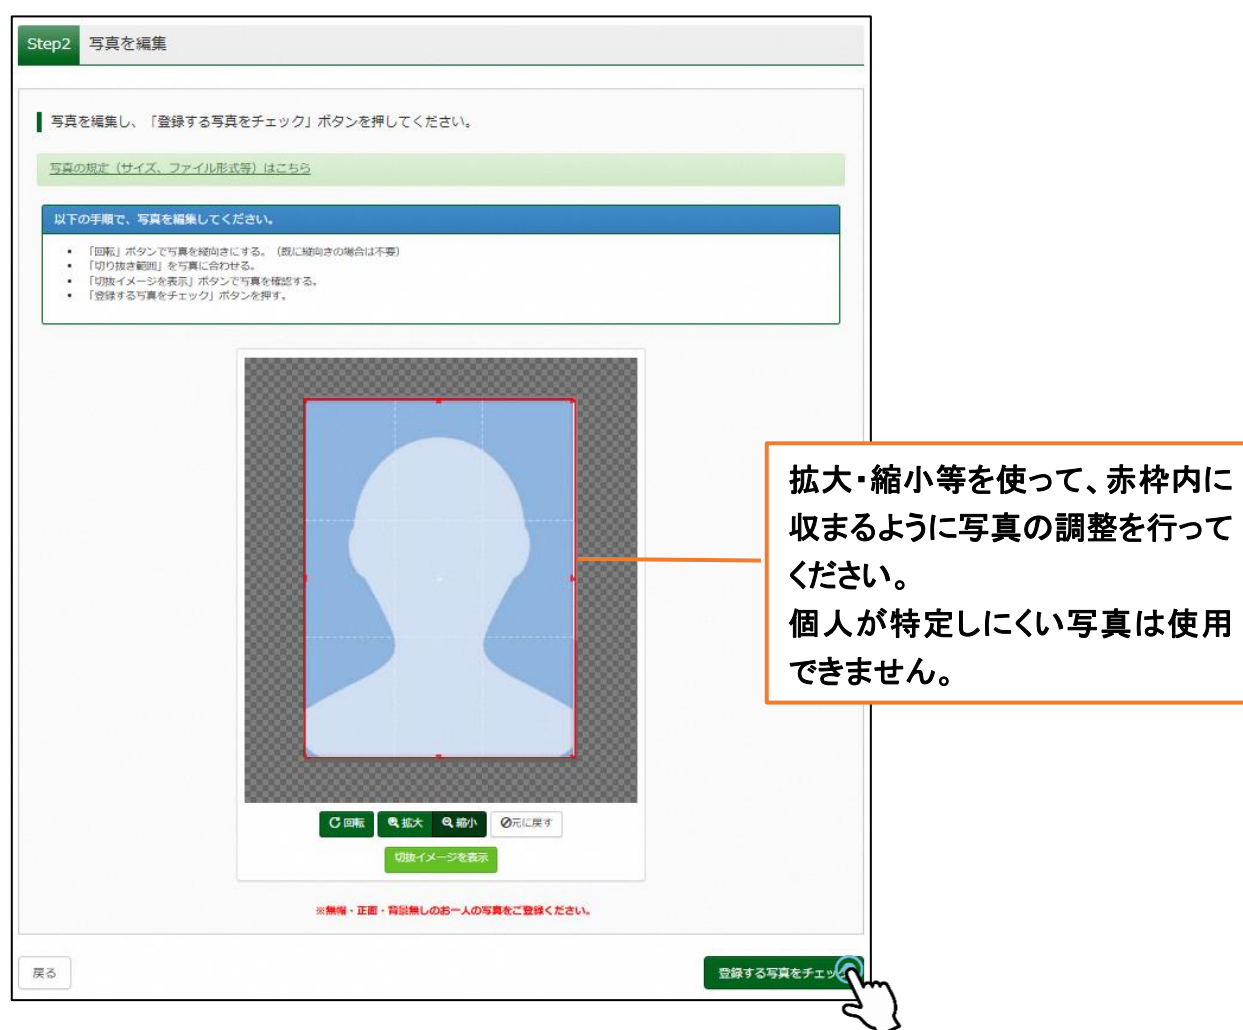 Step2 写真を編集
写真を編集し、「登録する写真をチェック」ボタンを押してください。
写真の規定（サイズ、ファイル形式等）はこちら
以下の手順で、写真を編集してください。
• 「回転」ボタンで写真を縦向きにする。（既に縦向きの場合は不要）
• 「切り抜き範囲」を写真に合わせる。
• 「切抜イメージを表示」ボタンで写真を確認する。
• 「登録する写真をチェック」ボタンを押す。
拡大・縮小等を使って、赤枠内に
収まるように写真の調整を行って
ください。
個人が特定しにくい写真は使用
できません。
回転 拡大 縮小 元に戻す
切抜イメージを表示
※無帽・正面・背景無しのお一人の写真をご登録ください。
戻る
登録する写真をチェック